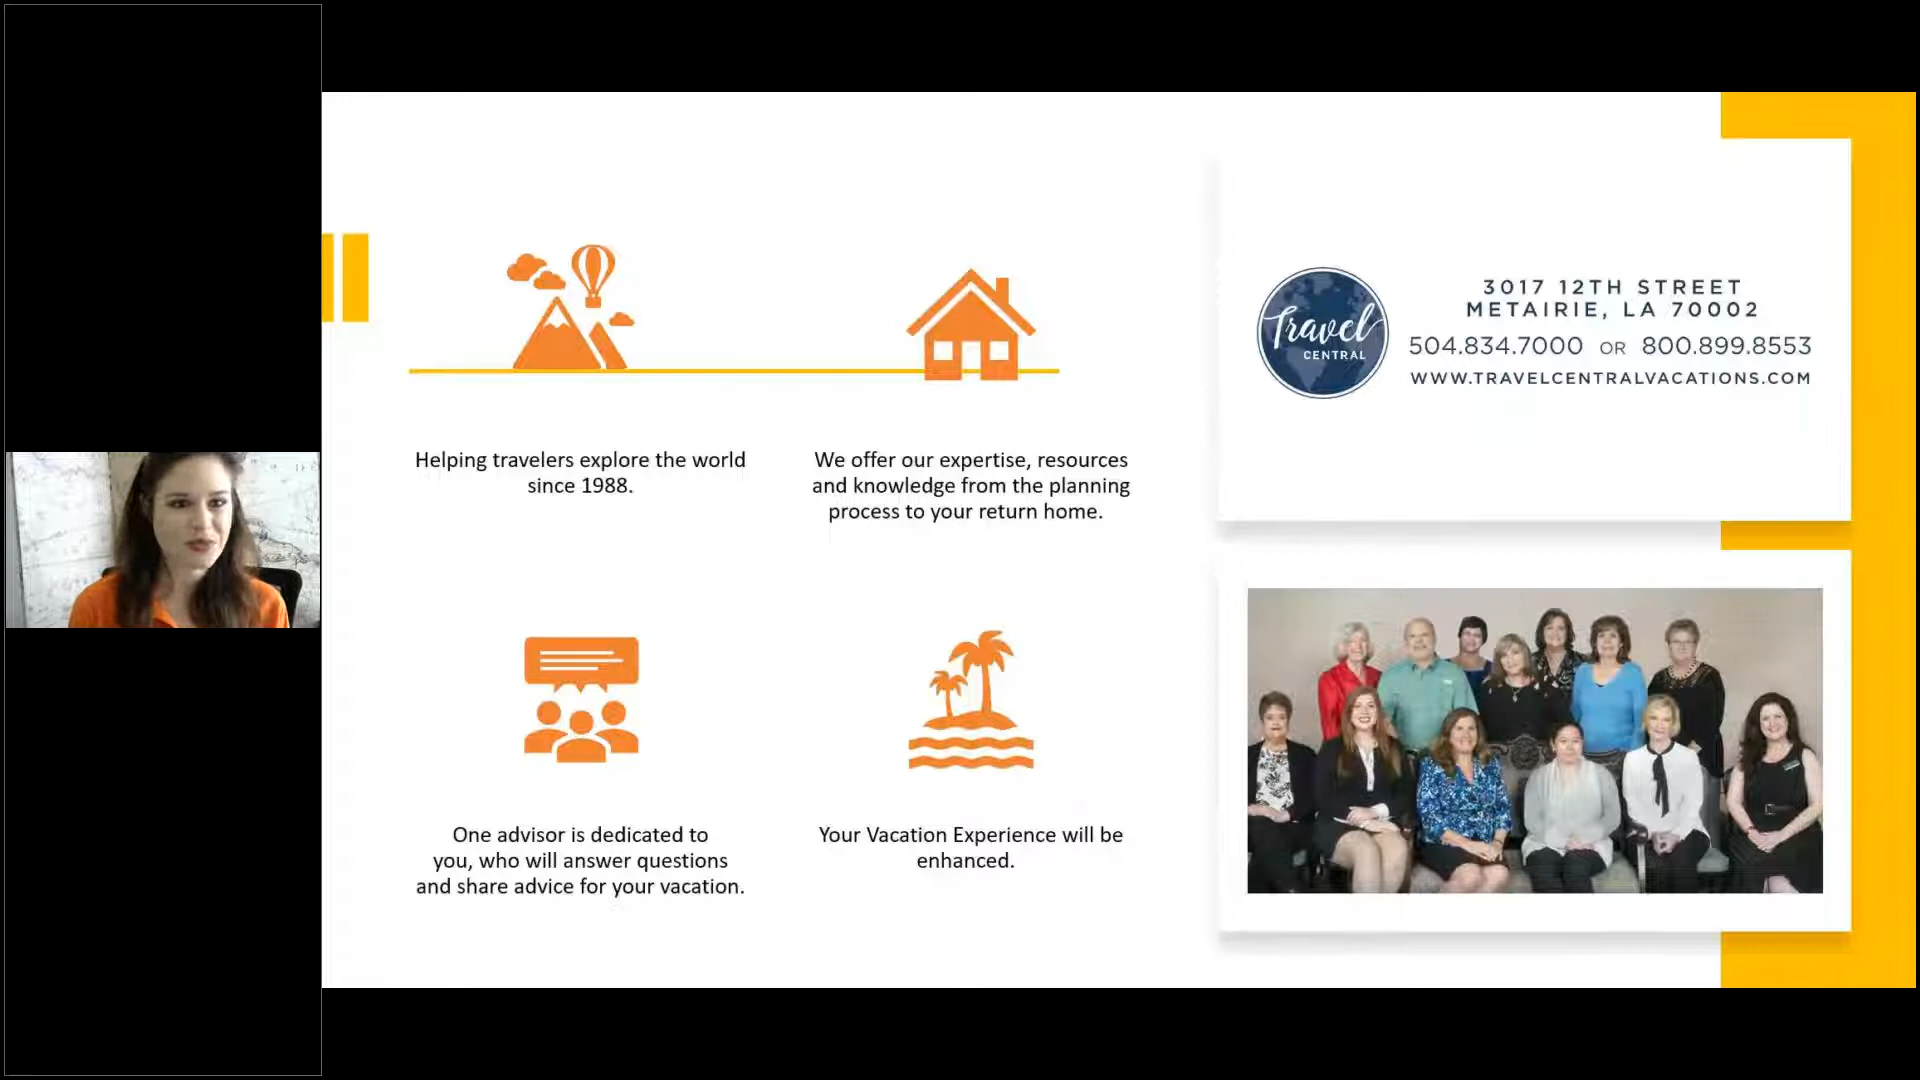 Helping travelers explore the world
since 1988.
We offer our expertise, resources
and knowledge from the planning
process to your return home.
One advisor is dedicated to
you, who will answer questions
and share advice for your vacation.
Your Vacation Experience will be
enhanced.
Travel
CENTRAL
3017 12TH STREET
METAIRIE, LA 70002
504.834.7000 OR 800.899.8553
WWW.TRAVELCENTRALVACATIONS.COM